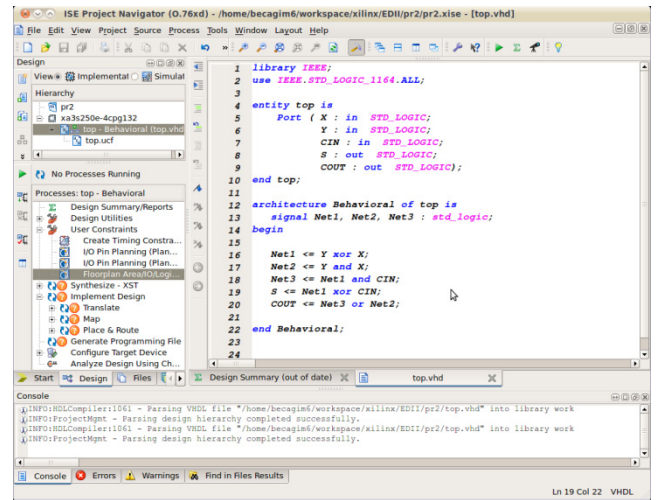 ISE Project Navigator (O.76xd) - /home/becagim6/workspace/xilinx/EDII/pr2/pr2.xise - [top.vhd]
File Edit View Project Source Process Tools Window Layout Help
Design
View Implementat Simulat
Hierarchy
pr2
xa3s250e-4cpg132
top - Behavioral (top.vhd
top.ucf
No Processes Running
Processes: top - Behavioral
Design Summary/Reports
Design Utilities
User Constraints
Create Timing Constra...
I/O Pin Planning (Plan...
I/O Pin Planning (Plan...
Floorplan Area/IO/Logi...
Synthesize - XST
Implement Design
Translate
Map
Place & Route
Generate Programming File
Configure Target Device
Analyze Design Using Ch...
Start Design Files
1 library IEEE;
2 use IEEE.STD_LOGIC_1164.ALL;
3
4 entity top is
5 Port ( X : in STD_LOGIC;
6 Y : in STD_LOGIC;
7 CIN : in STD_LOGIC;
8 S : out STD_LOGIC;
9 COUT : out STD_LOGIC);
10 end top;
11
12 architecture Behavioral of top is
13 signal Net1, Net2, Net3 : std_logic;
14 begin
15
16 Net1 <= Y xor X;
17 Net2 <= Y and X;
18 Net3 <= Net1 and CIN;
19 S <= Net1 xor CIN;
20 COUT <= Net3 or Net2;
21
22 end Behavioral;
23
24
Design Summary (out of date) top.vhd
Console
INFO:HDLCompiler:1061 - Parsing VHDL file "/home/becagim6/workspace/xilinx/EDII/pr2/top.vhd" into library work
INFO:ProjectMgmt - Parsing design hierarchy completed successfully.
INFO:HDLCompiler:1061 - Parsing VHDL file "/home/becagim6/workspace/xilinx/EDII/pr2/top.vhd" into library work
INFO:ProjectMgmt - Parsing design hierarchy completed successfully.
Console Errors Warnings Find in Files Results
Ln 19 Col 22 VHDL